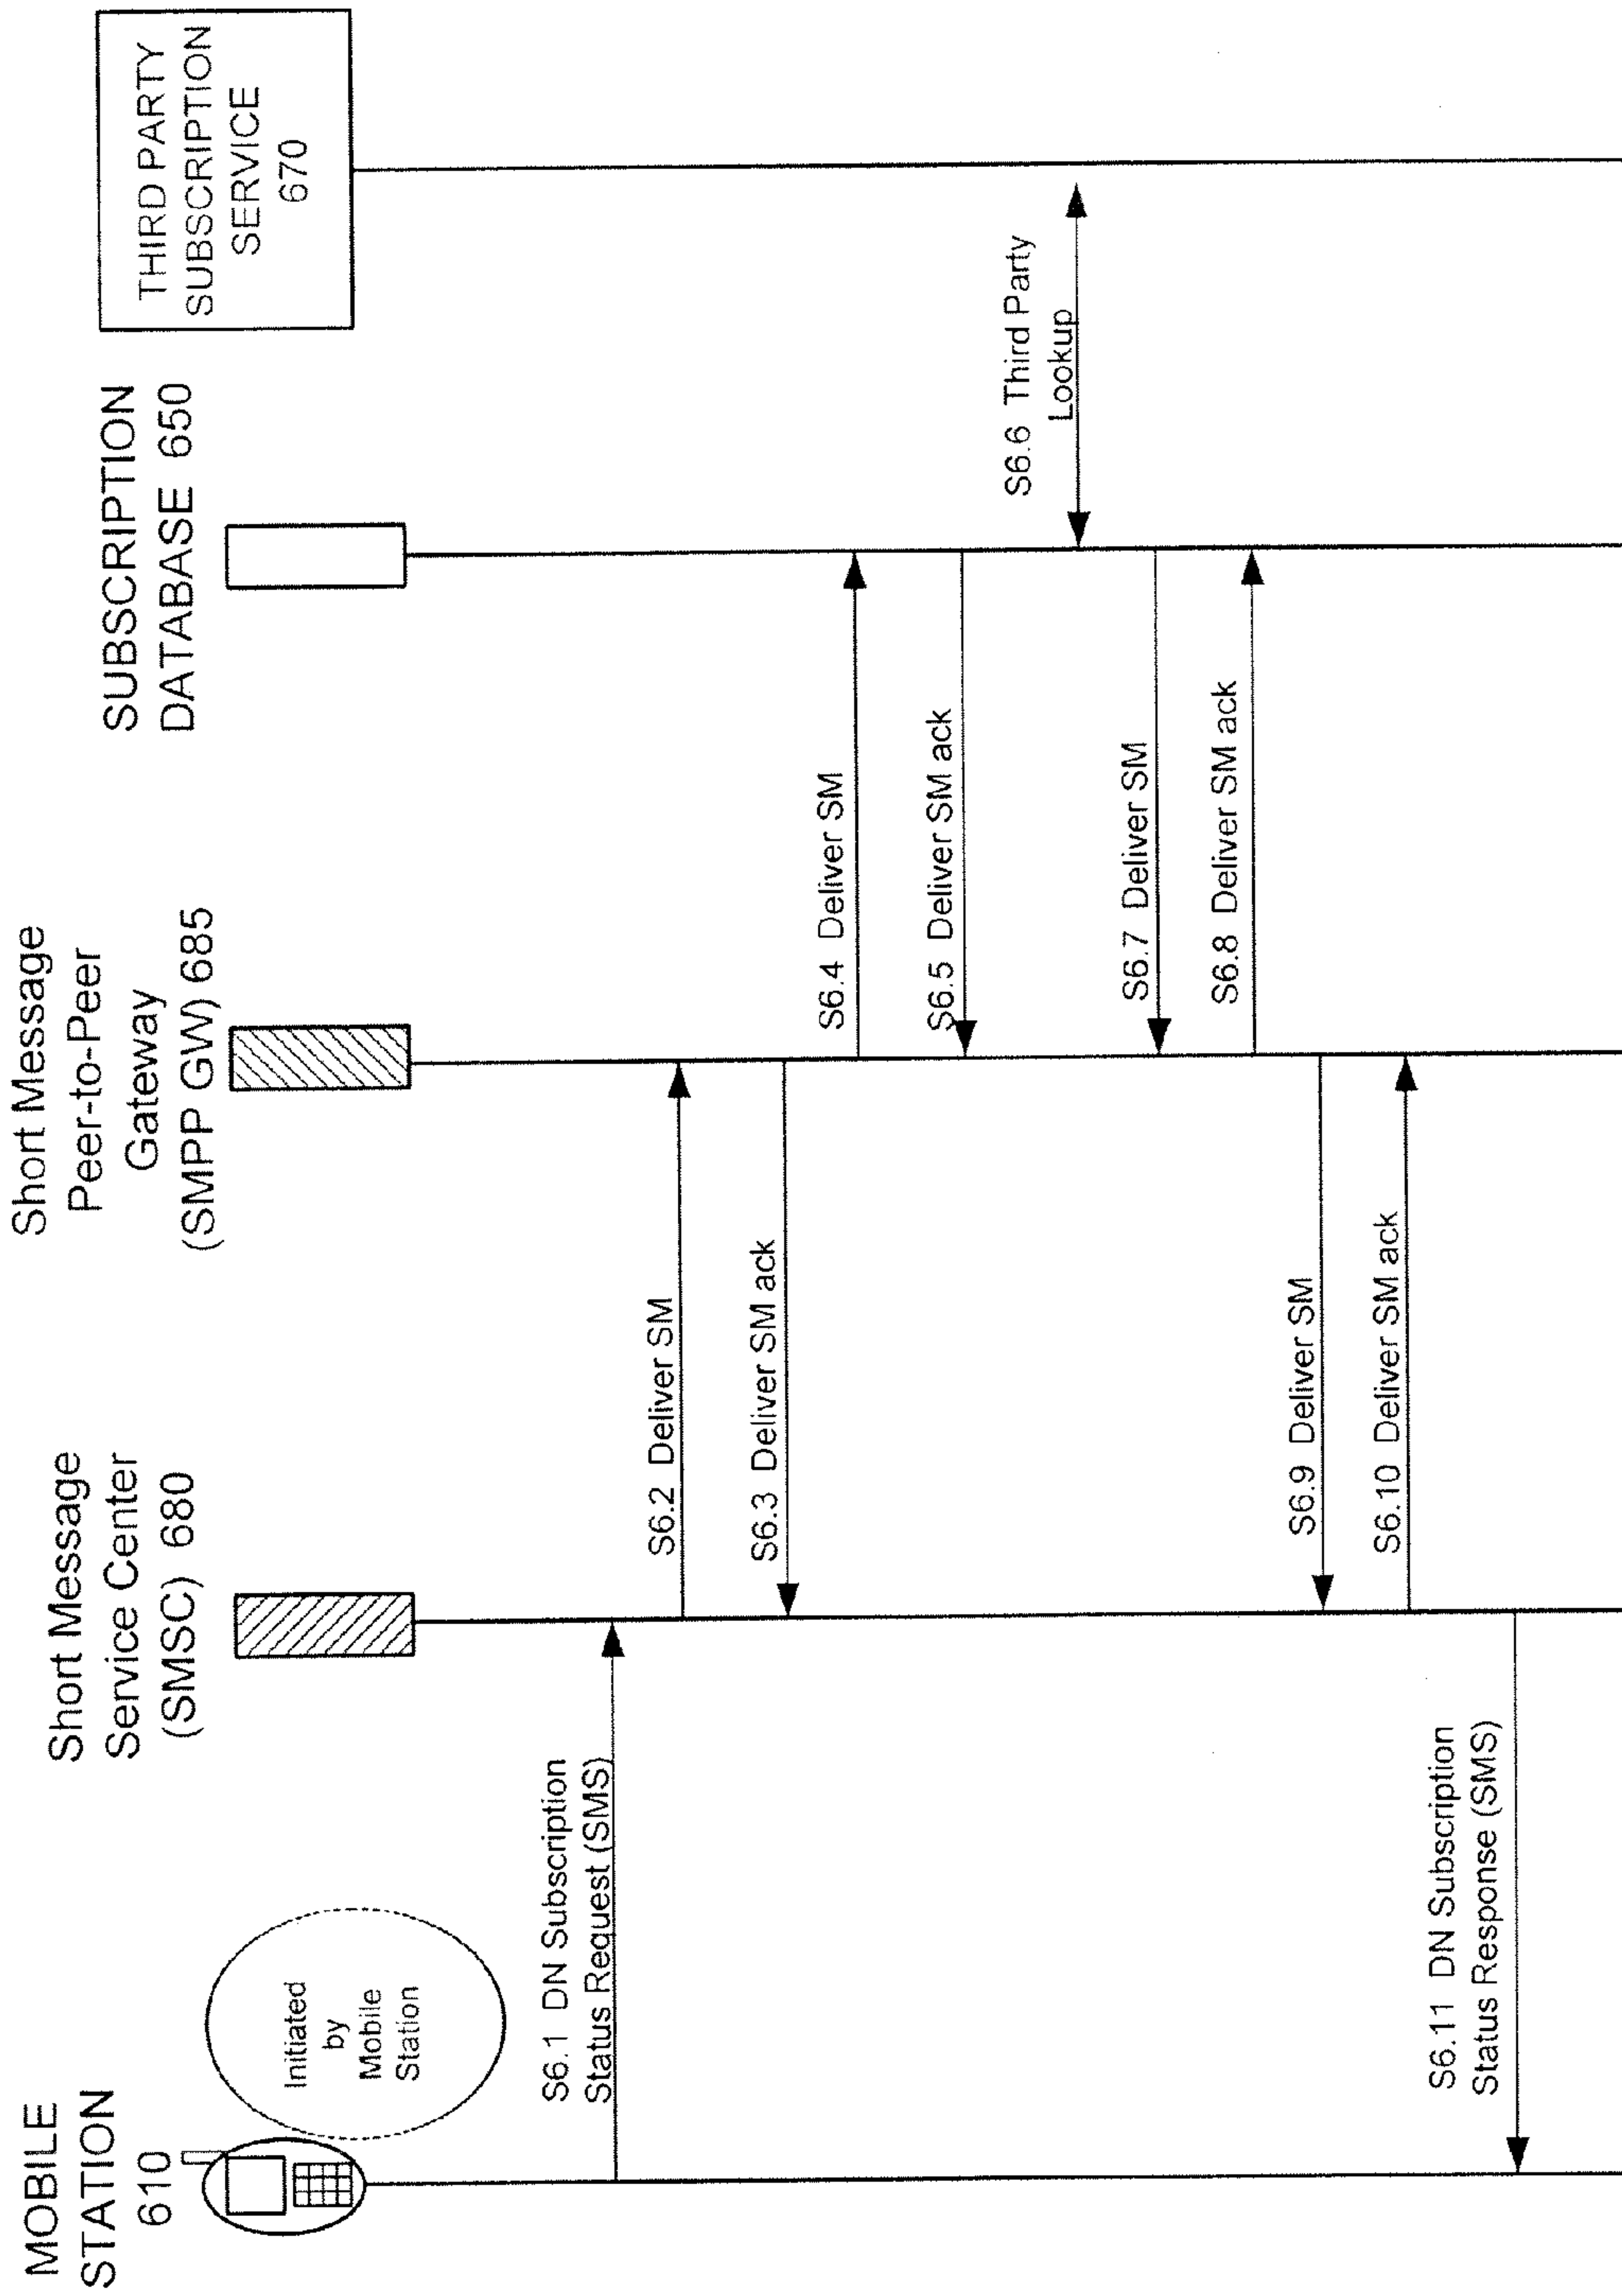 MOBILE
STATION
610
Initiated
by
Mobile
Station
Short Message
Service Center
(SMSC) 680
Short Message
Peer-to-Peer
Gateway
(SMPP GW) 685
SUBSCRIPTION
DATABASE 650
THIRD PARTY
SUBSCRIPTION
SERVICE
670
S6.1 DN Subscription
Status Request (SMS)
S6.2 Deliver SM
S6.3 Deliver SM ack
S6.4 Deliver SM
S6.5 Deliver SM ack
S6.6 Third Party
Lookup
S6.7 Deliver SM
S6.8 Deliver SM ack
S6.9 Deliver SM
S6.10 Deliver SM ack
S6.11 DN Subscription
Status Response (SMS)